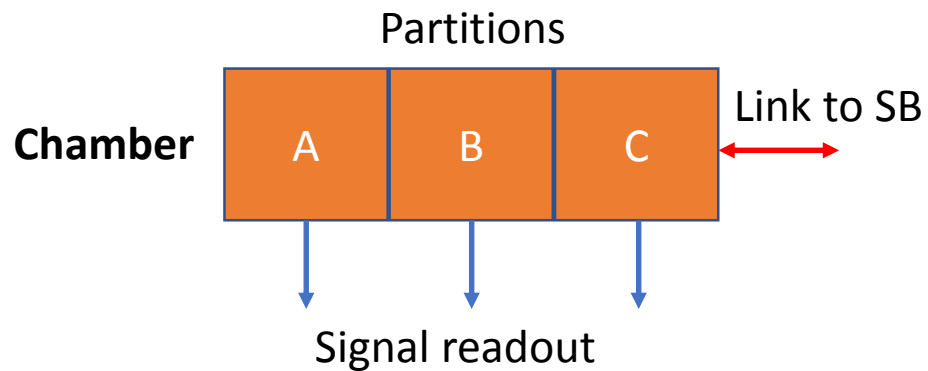 Partitions
Chamber
A
B
C
Link to SB
Signal readout